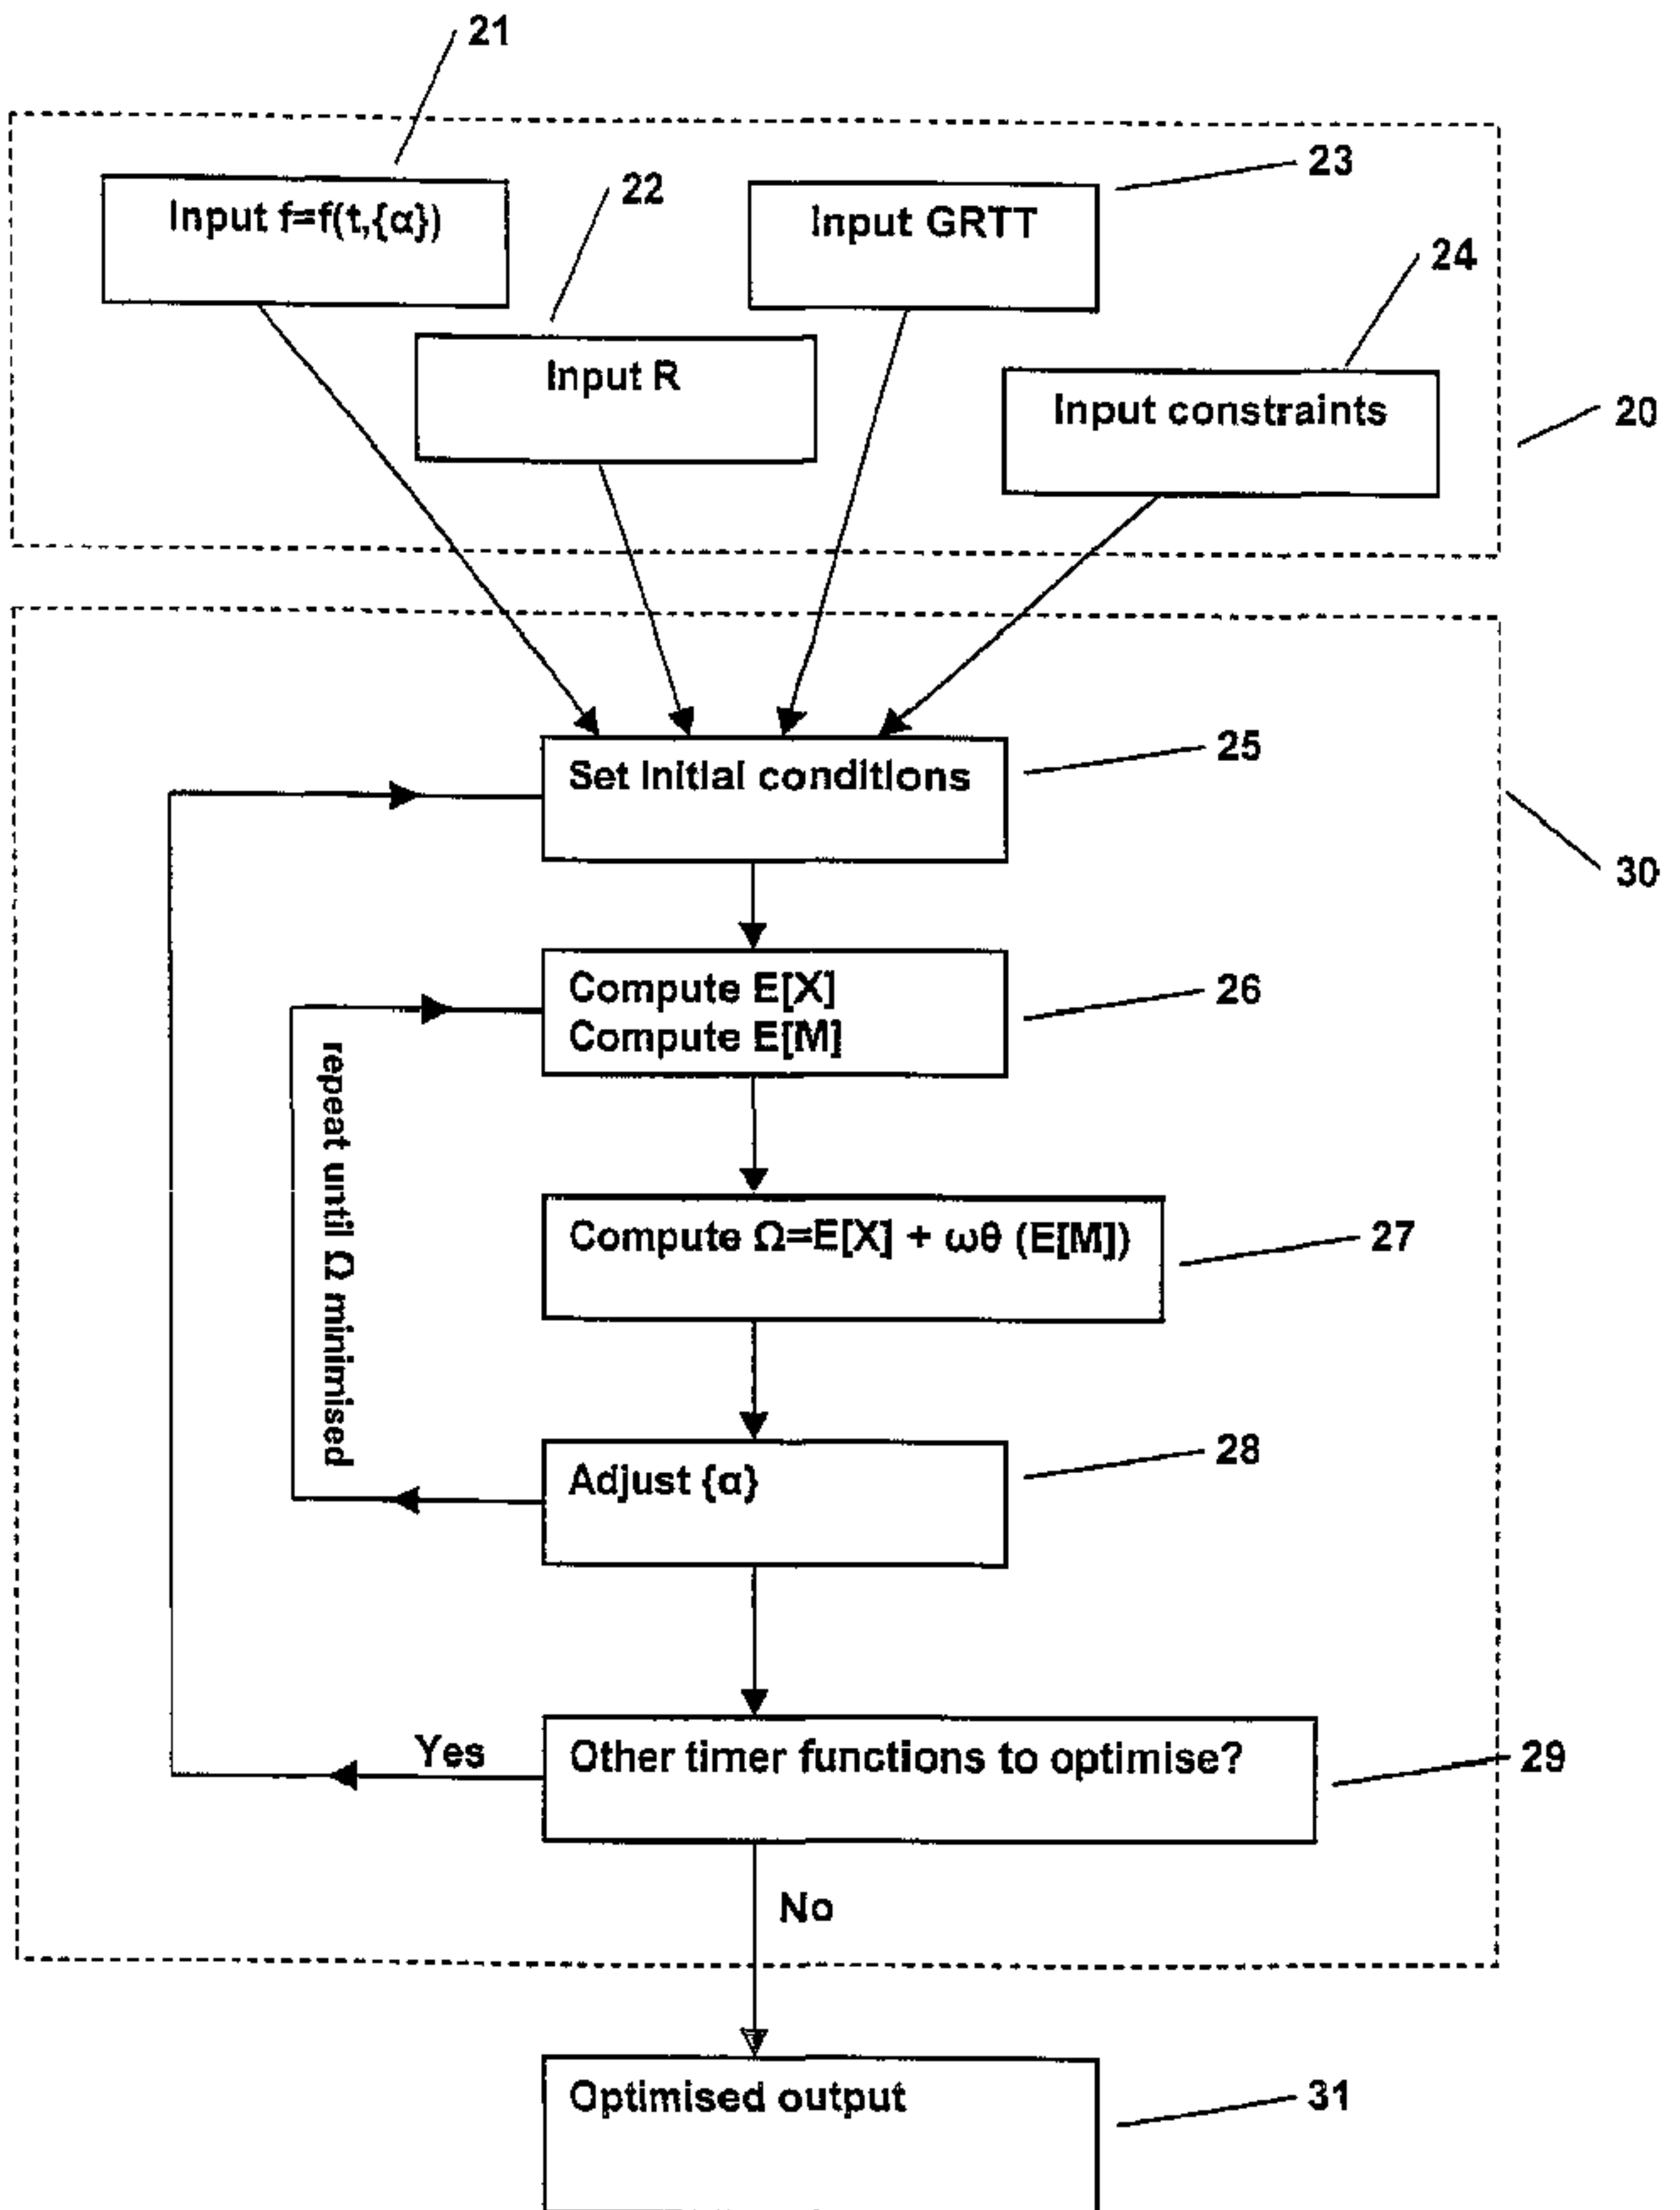 21
Input f=f(t,{α})
22
Input GRTT
23
Input R
24
Input constraints
20
Set Initial conditions
25
30
Compute E[X]
Compute E[M]
26
repeat until Ω minimised
Compute Ω=E[X] + ωθ (E[M])
27
Adjust {α}
28
Yes
Other timer functions to optimise?
29
No
Optimised output
31